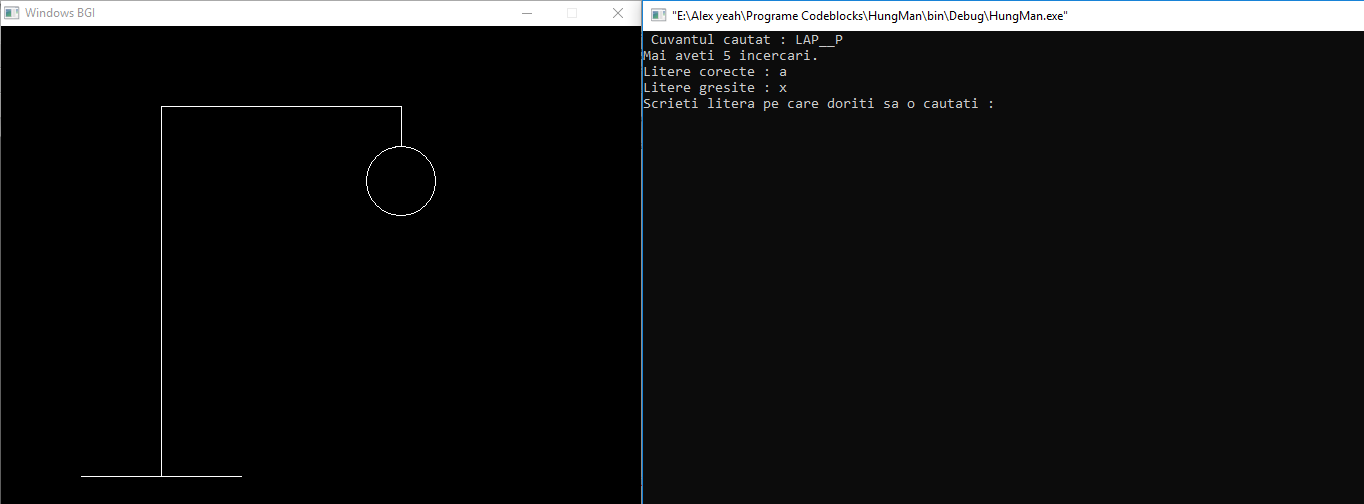 Windows BGI
"E:\Alex yeah\Programe Codeblocks\HungMan\bin\Debug\HungMan.exe"
Cuvantul cautat : LAP__P
Mai aveti 5 incercari.
Litere corecte : a
Litere gresite : x
Scrieti litera pe care doriti sa o cautati :